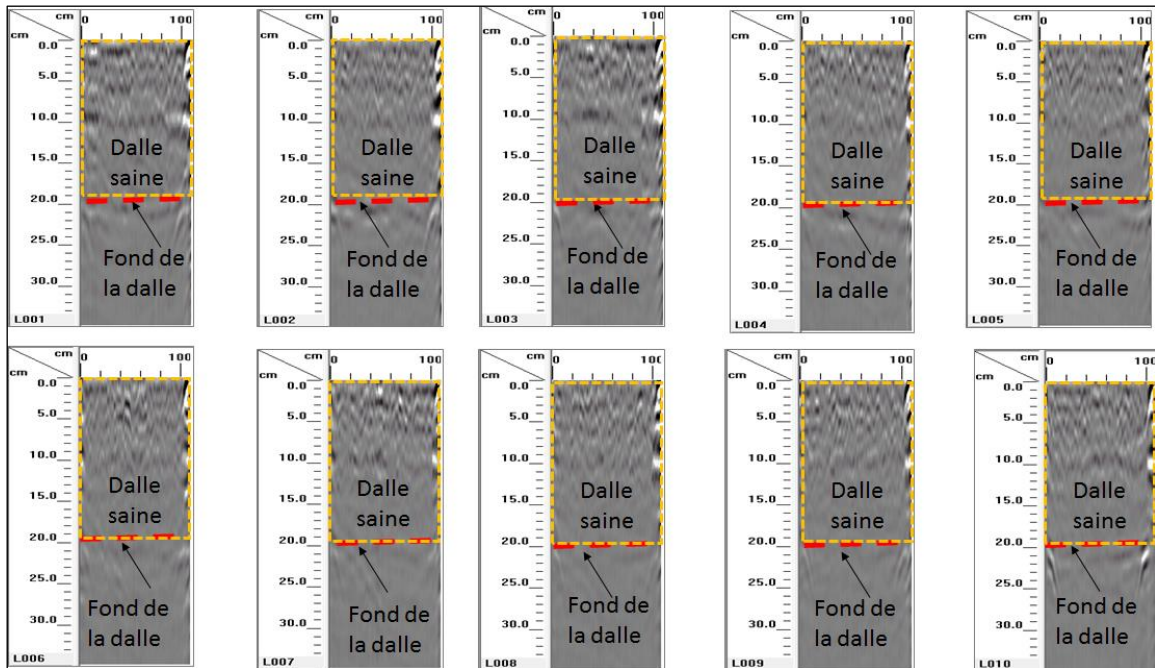 0 100
cm
cm
0.0
5.0
10.0
15.0
20.0
25.0
30.0
Dalle
saine
Fond de
la dalle
L001
0 100
cm
cm
0.0
5.0
10.0
15.0
20.0
25.0
30.0
Dalle
saine
Fond de
la dalle
L002
0 100
cm
cm
0.0
5.0
10.0
15.0
20.0
25.0
30.0
Dalle
saine
Fond de
la dalle
L003
0 100
cm
cm
0.0
5.0
10.0
15.0
20.0
25.0
30.0
Dalle
saine
Fond de
la dalle
L004
0 100
cm
cm
0.0
5.0
10.0
15.0
20.0
25.0
30.0
Dalle
saine
Fond de
la dalle
L005
cm 0 100
cm
0.0
5.0
10.0
15.0
20.0
25.0
30.0
Dalle
saine
Fond de
la dalle
L006
cm 0 100
cm
0.0
5.0
10.0
15.0
20.0
25.0
30.0
Dalle
saine
Fond de
la dalle
L007
cm 0 100
cm
0.0
5.0
10.0
15.0
20.0
25.0
30.0
Dalle
saine
Fond de
la dalle
L008
cm 0 100
cm
0.0
5.0
10.0
15.0
20.0
25.0
30.0
Dalle
saine
Fond de
la dalle
L009
cm 0 100
cm
0.0
5.0
10.0
15.0
20.0
25.0
30.0
Dalle
saine
Fond de
la dalle
L010